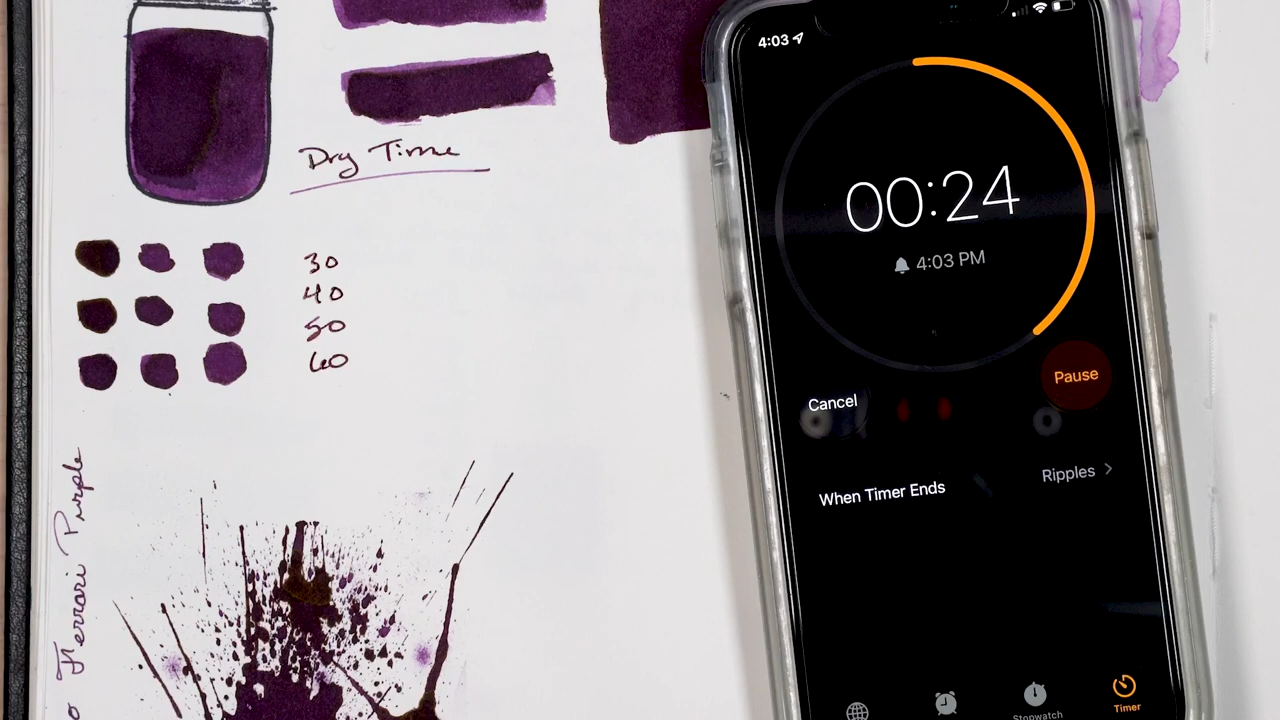 Dry Time
30
40
50
60
Ferrari Purple
4:03
00:24
4:03 PM
Cancel
Pause
When Timer Ends
Ripples
Stopwatch
Timer